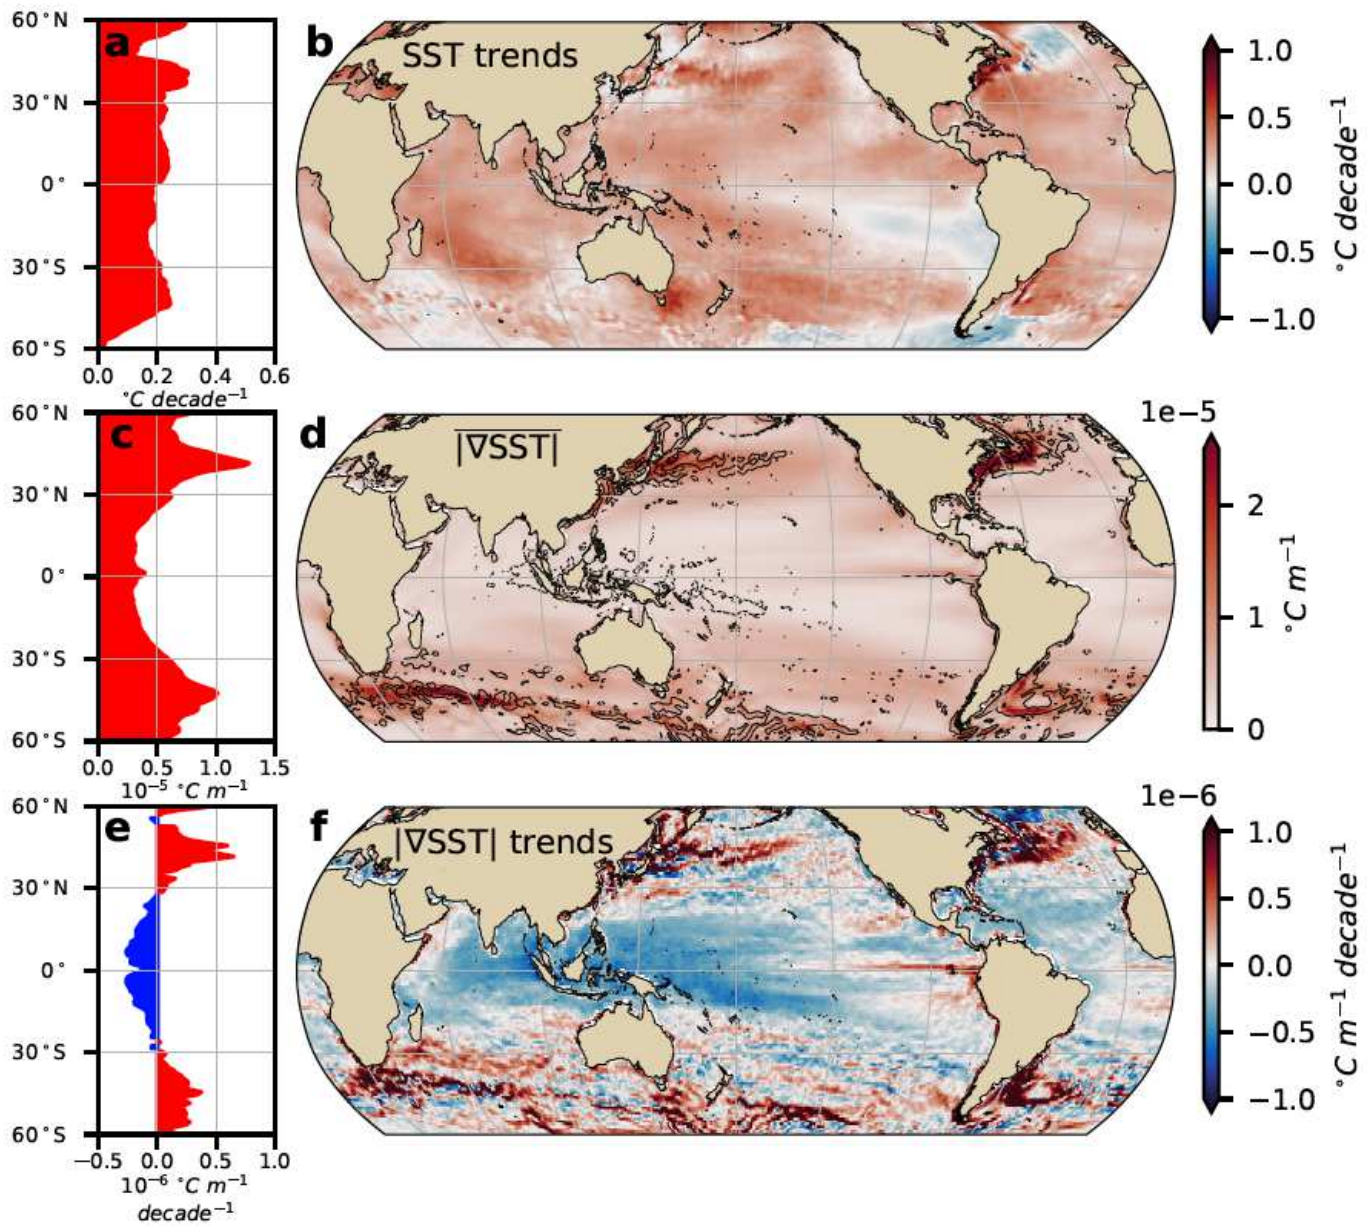 60°N
30°N
0°
30°S
60°S
a
0.0 0.2 0.4 0.6
°C decade⁻¹
b
SST trends
1.0
0.5
0.0
−0.5
−1.0
°C decade⁻¹
60°N
30°N
0°
30°S
60°S
c
0.0 0.5 1.0 1.5
10⁻⁵ °C m⁻¹
d
|∇SST|
1e−5
2
1
0
°C m⁻¹
60°N
30°N
0°
30°S
60°S
e
−0.5 0.0 0.5 1.0
10⁻⁶ °C m⁻¹
decade⁻¹
f
|∇SST| trends
1e−6
1.0
0.5
0.0
−0.5
−1.0
°C m⁻¹ decade⁻¹